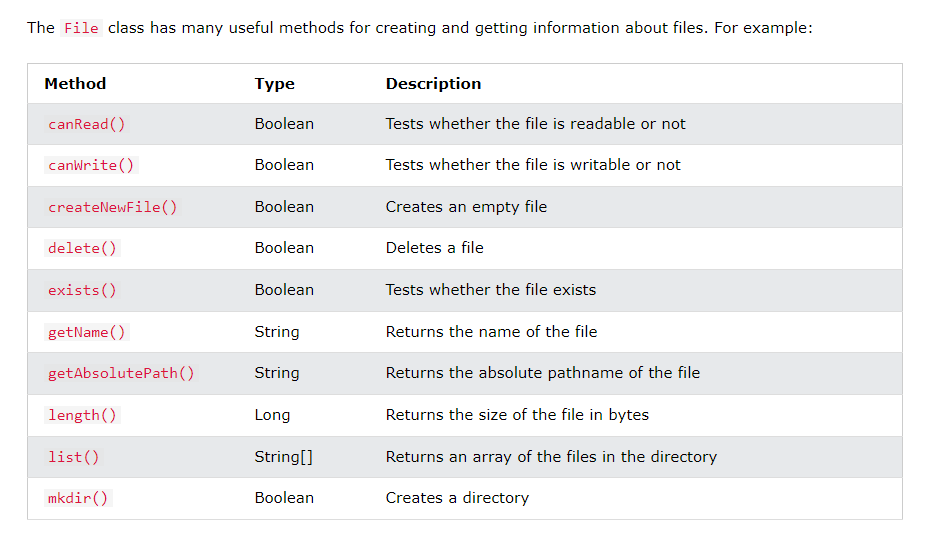 The File class has many useful methods for creating and getting information about files. For example:
Method Type Description
canRead() Boolean Tests whether the file is readable or not
canWrite() Boolean Tests whether the file is writable or not
createNewFile() Boolean Creates an empty file
delete() Boolean Deletes a file
exists() Boolean Tests whether the file exists
getName() String Returns the name of the file
getAbsolutePath() String Returns the absolute pathname of the file
length() Long Returns the size of the file in bytes
list() String[] Returns an array of the files in the directory
mkdir() Boolean Creates a directory